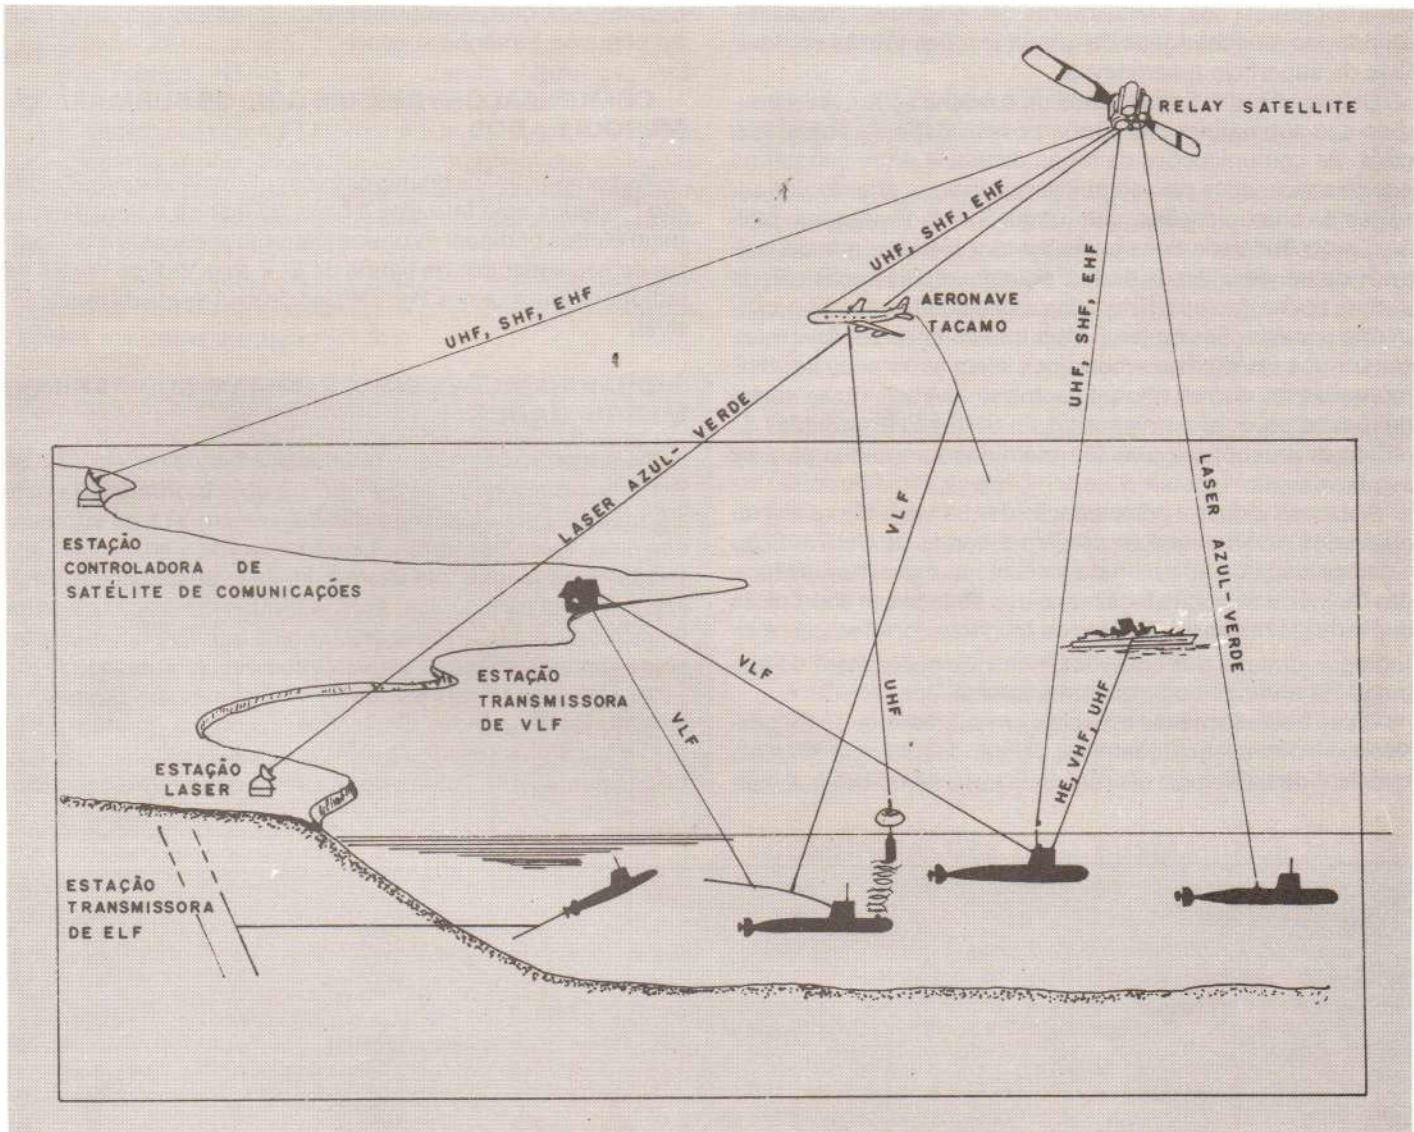 RELAY SATELLITE
UHF, SHF, EHF
UHF, SHF, EHF
UHF, SHF, EHF
AERONAVE
TACAMO
LASER AZUL-VERDE
VLF
LASER AZUL-VERDE
ESTAÇÃO
CONTROLADORA DE
SATÉLITE DE COMUNICAÇÕES
ESTAÇÃO
TRANSMISSORA
DE VLF
VLF
VLF
UHF
HE, VHF, UHF
ESTAÇÃO
LASER
ESTAÇÃO
TRANSMISSORA
DE ELF